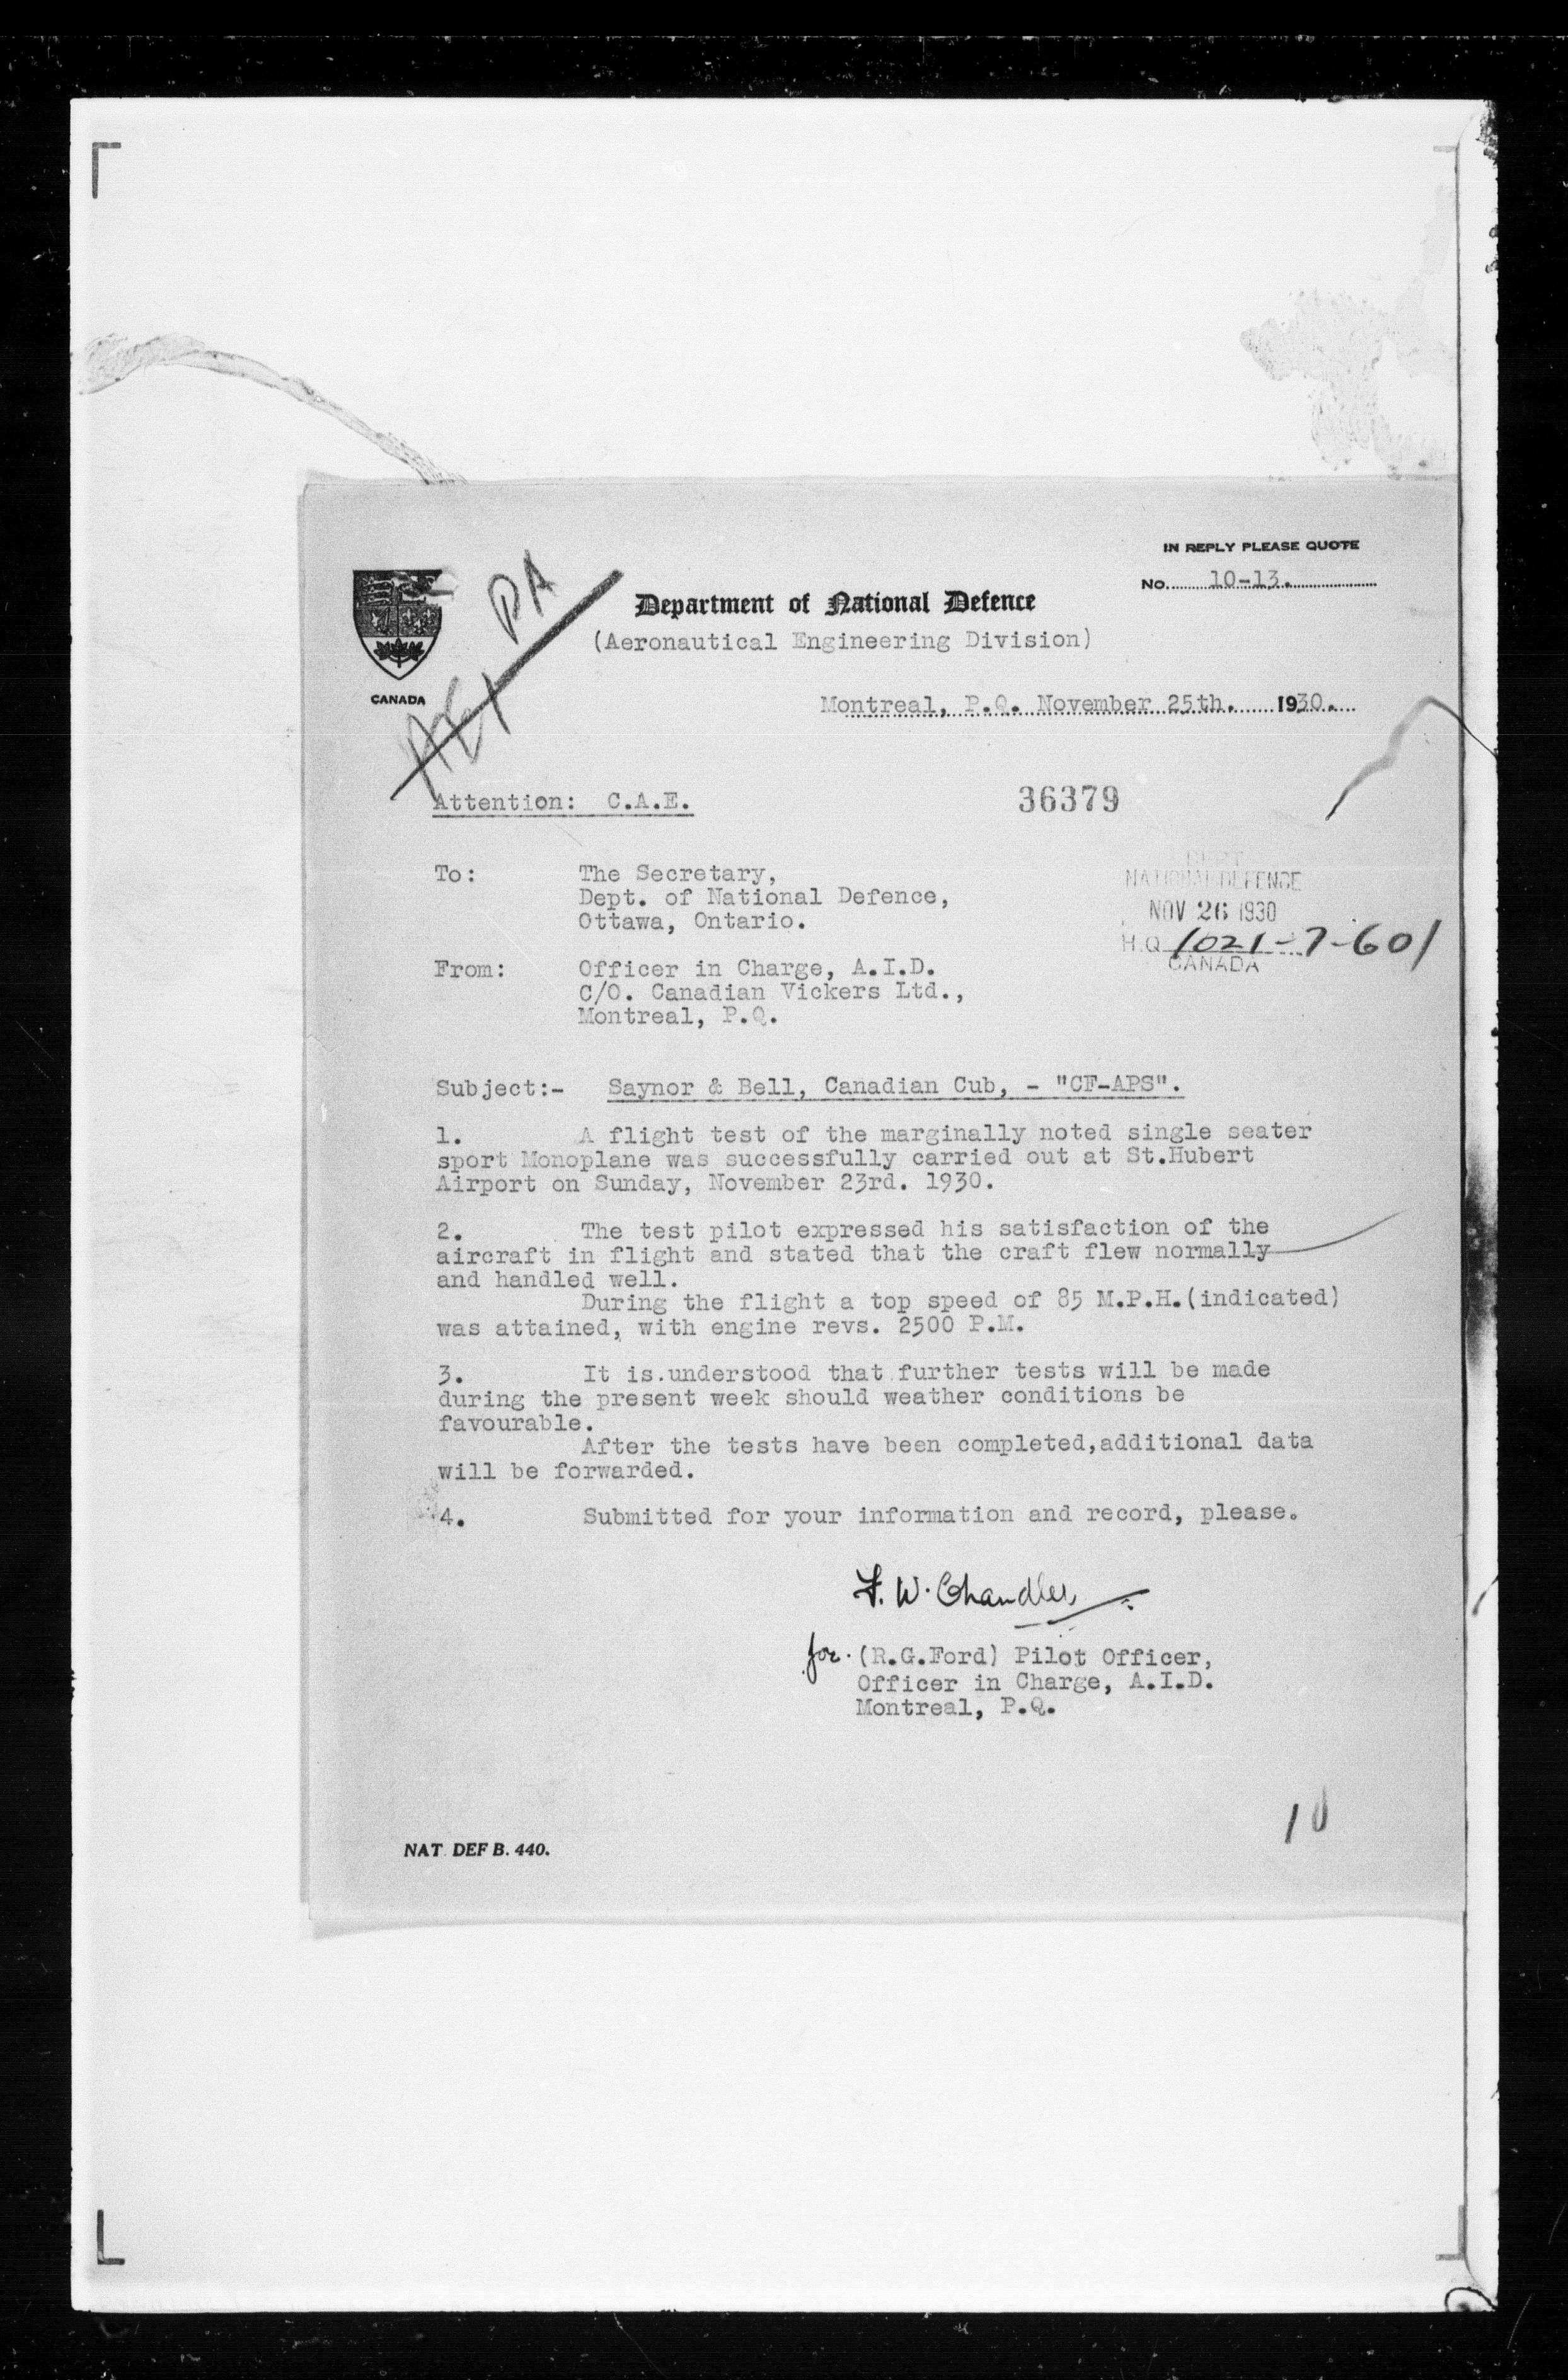 IN REPLY PLEASE QUOTE
No. 10-13.
PA
Department of National Defence
(Aeronautical Engineering Division)
CANADA
Montreal, P.Q. November 25th. 1930.
Attention: C.A.E.
36379
To: The Secretary,
Dept. of National Defence,
Ottawa, Ontario.
DEPT
NATIONAL DEFENCE
NOV 26 1930
H.Q. 1021-7-601
CANADA
From: Officer in Charge, A.I.D.
C/O. Canadian Vickers Ltd.,
Montreal, P.Q.
Subject:- Saynor & Bell, Canadian Cub, - "CF-APS".
1. A flight test of the marginally noted single seater
sport Monoplane was successfully carried out at St.Hubert
Airport on Sunday, November 23rd. 1930.
2. The test pilot expressed his satisfaction of the
aircraft in flight and stated that the craft flew normally
and handled well.
During the flight a top speed of 85 M.P.H.(indicated)
was attained, with engine revs. 2500 P.M.
3. It is.understood that further tests will be made
during the present week should weather conditions be
favourable.
After the tests have been completed,additional data
will be forwarded.
4. Submitted for your information and record, please.
F. W. Chandler
for. (R.G.Ford) Pilot Officer,
Officer in Charge, A.I.D.
Montreal, P.Q.
10
NAT. DEF B. 440.